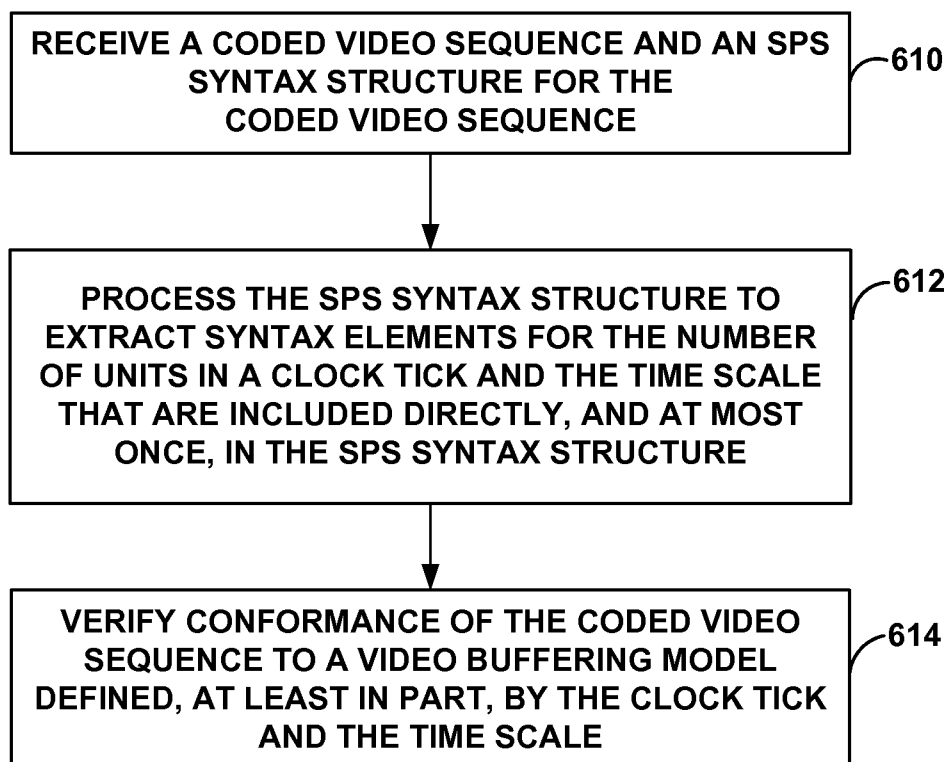 RECEIVE A CODED VIDEO SEQUENCE AND AN SPS
SYNTAX STRUCTURE FOR THE
CODED VIDEO SEQUENCE
610
PROCESS THE SPS SYNTAX STRUCTURE TO
EXTRACT SYNTAX ELEMENTS FOR THE NUMBER
OF UNITS IN A CLOCK TICK AND THE TIME SCALE
THAT ARE INCLUDED DIRECTLY, AND AT MOST
ONCE, IN THE SPS SYNTAX STRUCTURE
612
VERIFY CONFORMANCE OF THE CODED VIDEO
SEQUENCE TO A VIDEO BUFFERING MODEL
DEFINED, AT LEAST IN PART, BY THE CLOCK TICK
AND THE TIME SCALE
614